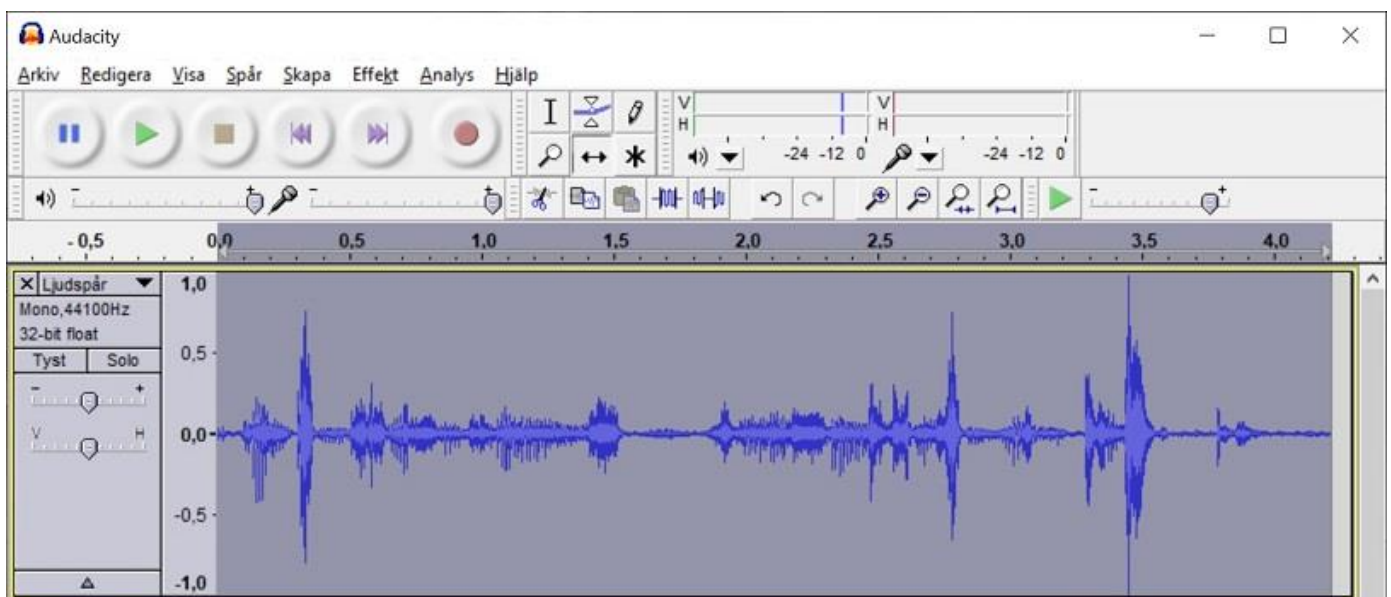 Audacity
Arkiv Redigera Visa Spår Skapa Effekt Analys Hjälp
V V
H H
-24 -12 0 -24 -12 0
- + - + - +
- 0,5 0,0 0,5 1,0 1,5 2,0 2,5 3,0 3,5 4,0
X Ljudspår 1,0
Mono,44100Hz
32-bit float
Tyst Solo 0,5
- +
V H 0,0
-0,5
-1,0